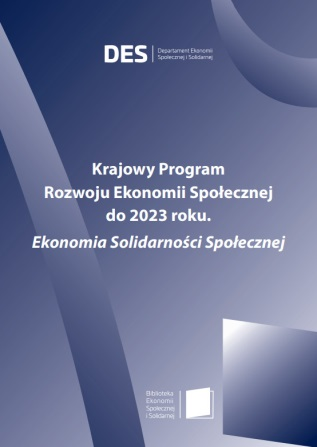 DES
Departament Ekonomii
Społecznej i Solidarnej
Krajowy Program
Rozwoju Ekonomii Społecznej
do 2023 roku.
Ekonomia Solidarności Społecznej
Biblioteka
Ekonomii
Społecznej
i Solidarnej